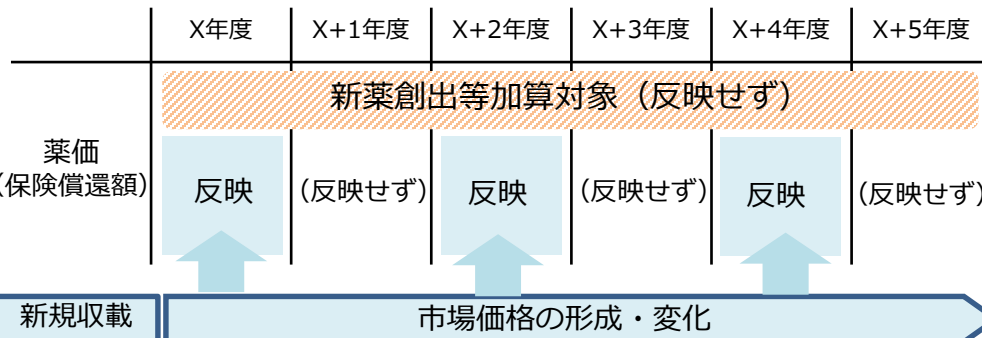 X年度 X+1年度 X+2年度 X+3年度 X+4年度 X+5年度
新薬創出等加算対象（反映せず）
薬価
(保険償還額)
反映 (反映せず) 反映 (反映せず) 反映 (反映せず)
新規収載 市場価格の形成・変化